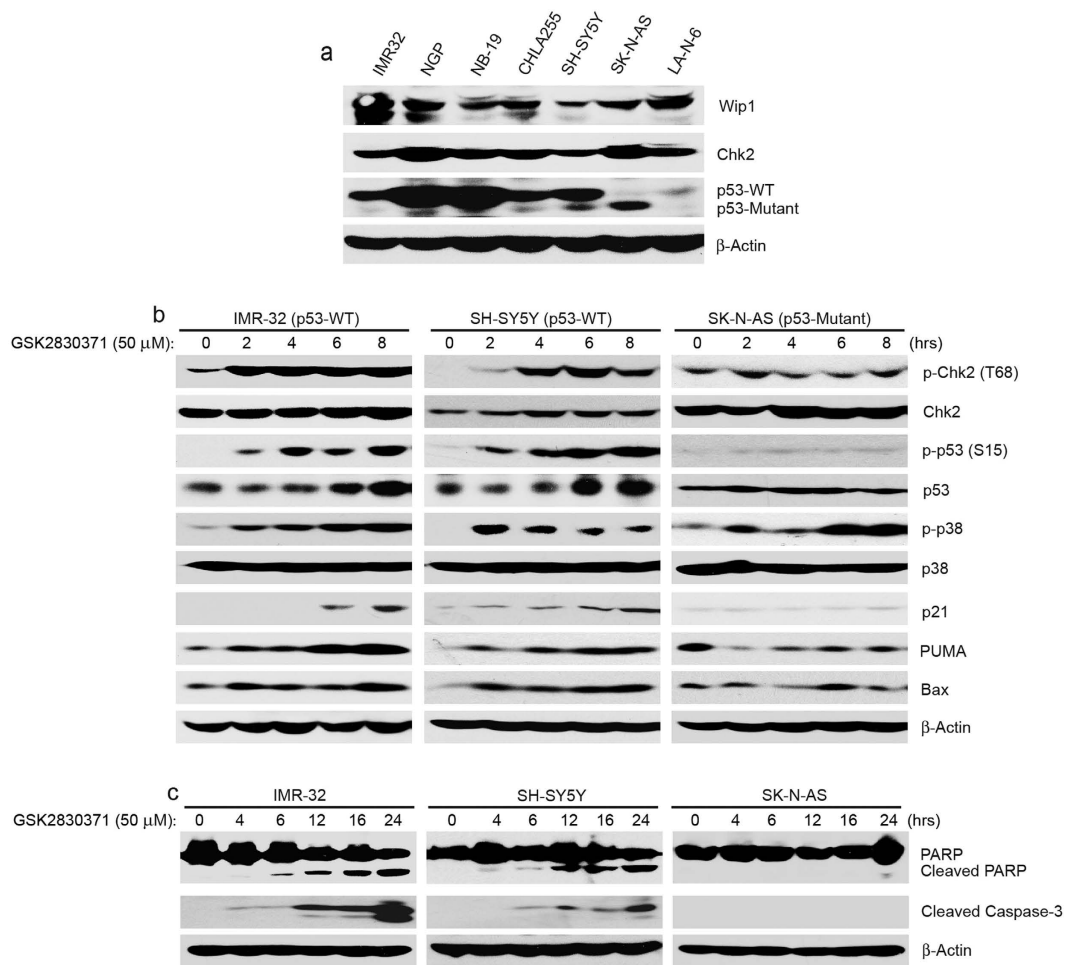 a
IMR32 NGP NB-19 CHLA255 SH-SY5Y SK-N-AS LA-N-6
Wip1
Chk2
p53-WT
p53-Mutant
β-Actin
b
IMR-32 (p53-WT) SH-SY5Y (p53-WT) SK-N-AS (p53-Mutant)
GSK2830371 (50 μM): 0 2 4 6 8 0 2 4 6 8 0 2 4 6 8 (hrs)
p-Chk2 (T68)
Chk2
p-p53 (S15)
p53
p-p38
p38
p21
PUMA
Bax
β-Actin
c
IMR-32 SH-SY5Y SK-N-AS
GSK2830371 (50 μM): 0 4 6 12 16 24 0 4 6 12 16 24 0 4 6 12 16 24 (hrs)
PARP
Cleaved PARP
Cleaved Caspase-3
β-Actin